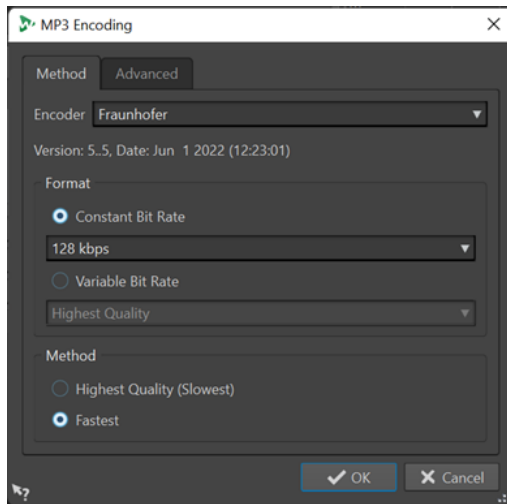 MP3 Encoding
Method Advanced
Encoder Fraunhofer
Version: 5..5, Date: Jun 1 2022 (12:23:01)
Format
Constant Bit Rate
128 kbps
Variable Bit Rate
Highest Quality
Method
Highest Quality (Slowest)
Fastest
OK Cancel
?